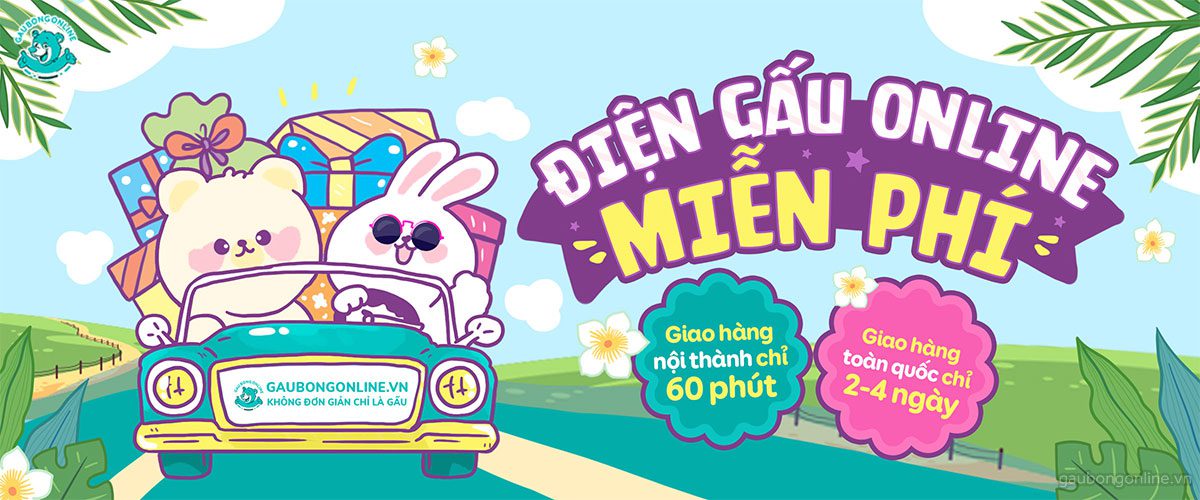 GAUBONGONLINE
ĐIỆN GẤU ONLINE
MIỄN PHÍ
Giao hàng
nội thành chỉ
60 phút
Giao hàng
toàn quốc chỉ
2-4 ngày
GAUBONGONLINE
GAUBONGONLINE.VN
KHÔNG ĐƠN GIẢN CHỈ LÀ GẤU
gaubongonline.vn